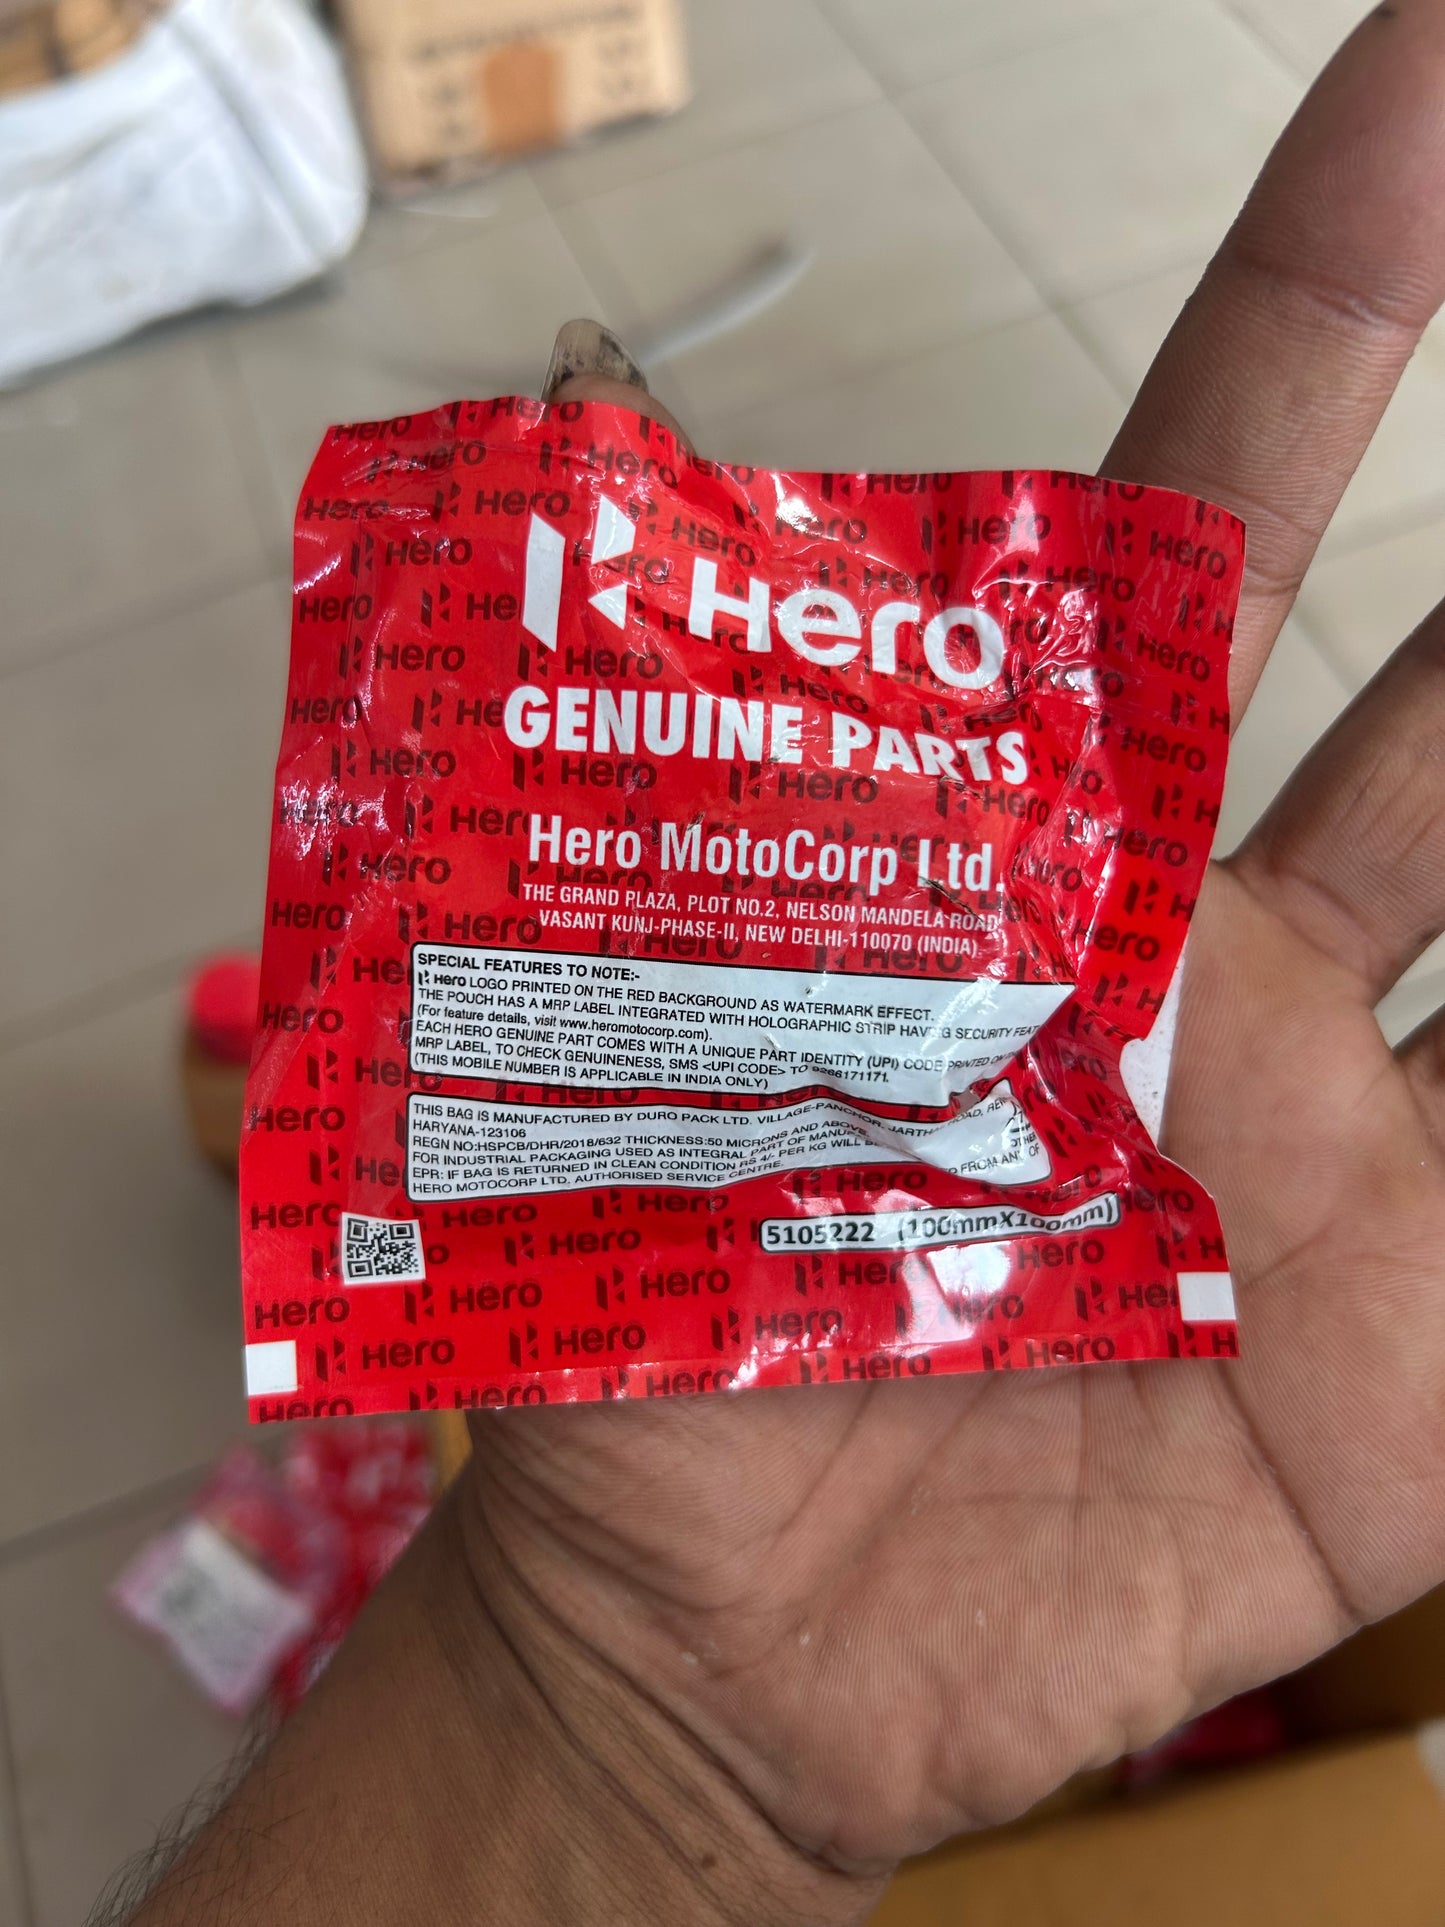 Hero
GENUINE PARTS
Hero MotoCorp Ltd.
THE GRAND PLAZA, PLOT NO.2, NELSON MANDELA ROAD
VASANT KUNJ-PHASE-II, NEW DELHI-110070 (INDIA)
SPECIAL FEATURES TO NOTE:-
Hero LOGO PRINTED ON THE RED BACKGROUND AS WATERMARK EFFECT.
THE POUCH HAS A MRP LABEL INTEGRATED WITH HOLOGRAPHIC STRIP HAVING SECURITY
(For feature details, visit www.heromotocorp.com).
EACH HERO GENUINE PART COMES WITH A UNIQUE PART IDENTITY (UPI) CODE PRINTED ON
MRP LABEL, TO CHECK GENUINENESS, SMS <UPI CODE> TO 9266171171.
(THIS MOBILE NUMBER IS APPLICABLE IN INDIA ONLY)
THIS BAG IS MANUFACTURED BY DURO PACK LTD. VILLAGE-PANCHOR, ROAD,
HARYANA-123106
REGN NO:HSPCB/DHR/2018/632 THICKNESS:50 MICRONS AND ABOVE
FOR INDUSTRIAL PACKAGING USED AS INTEGRAL PART OF
EPR: IF BAG IS RETURNED IN CLEAN CONDITION RS 4/- PER KG WILL FROM ANY OF
HERO MOTOCORP LTD. AUTHORISED SERVICE CENTRE.
5105222 (100mmX100mm)